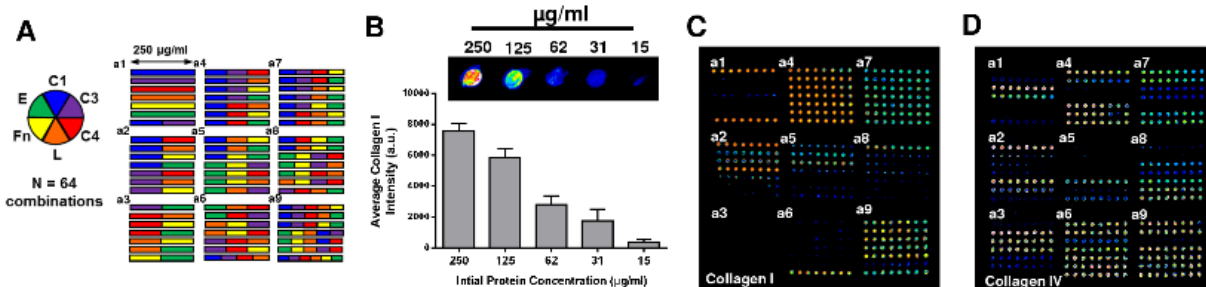 A
250 µg/ml
a1
a4
a7
C1
E
C3
Fn
C4
L
a2
a5
a8
N = 64
combinations
a3
a5
a9
B
µg/ml
250 125 62 31 15
10000
8000
6000
4000
2000
0
Average Collagen I
Intensity (a.u.)
250 125 62 31 15
Intial Protein Concentration (µg/ml)
C
a1 a4 a7
a2 a5 a8
a3 a6 a9
Collagen I
D
a1 a4 a7
a2 a5 a8
a3 a6 a9
Collagen IV